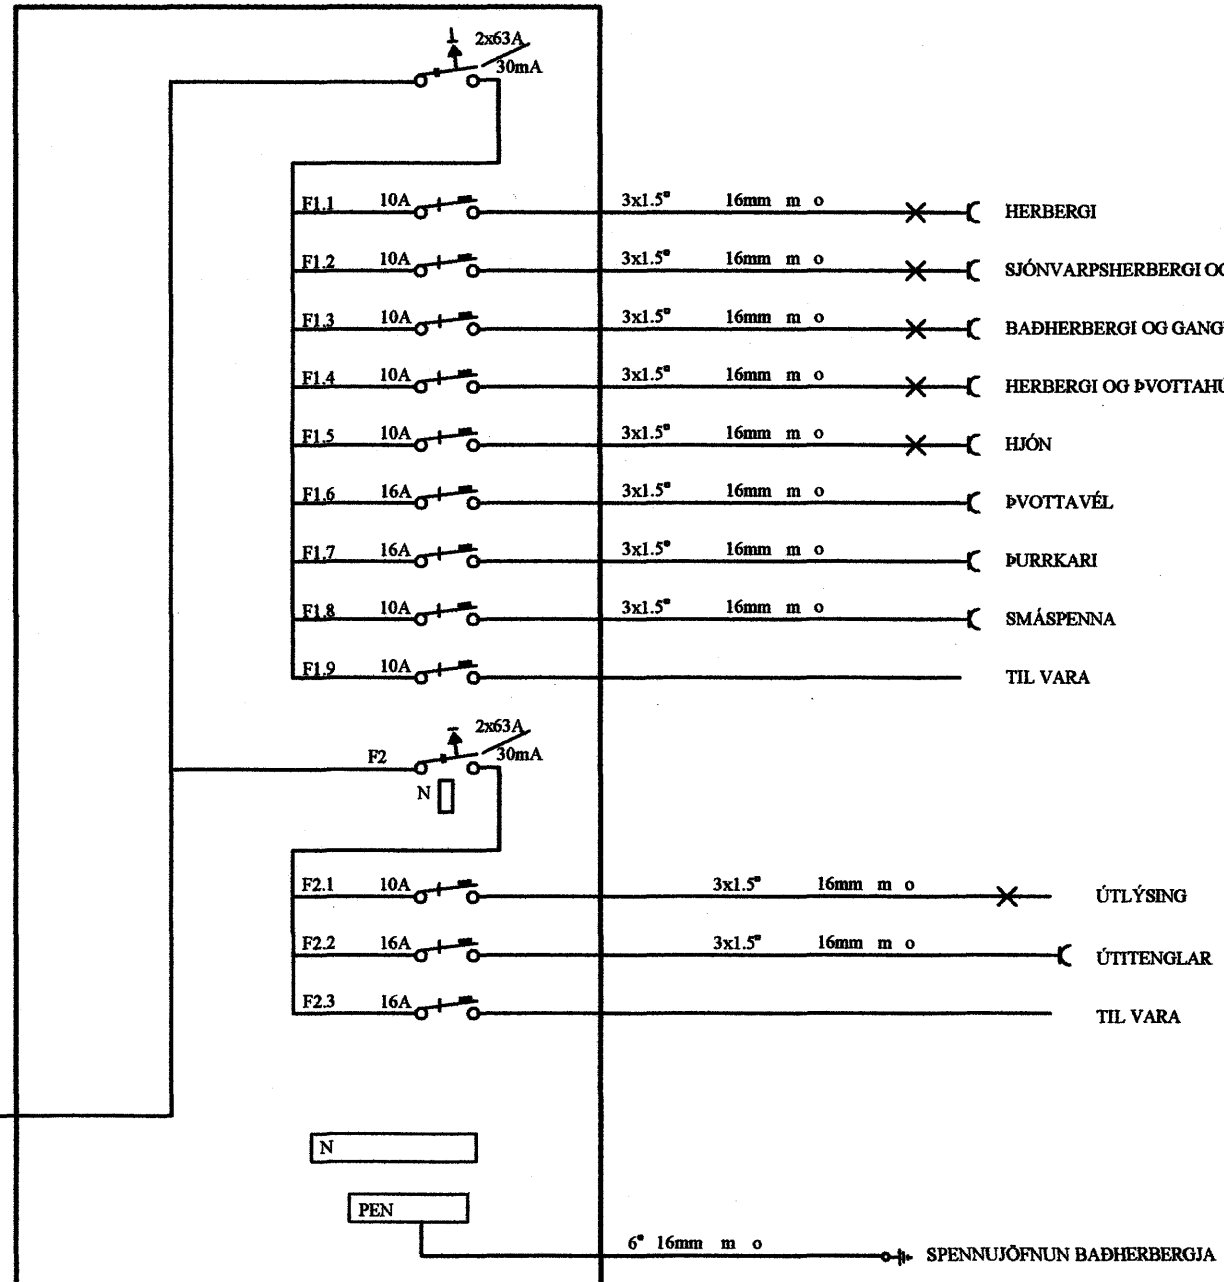 2x63A
30mA
F1.1 10A 3x1.5° 16mm m o HERBERGI
F1.2 10A 3x1.5° 16mm m o SJÓNVARPSHERBERGI OG
F1.3 10A 3x1.5° 16mm m o BAÐHERBERGI OG GANG
F1.4 10A 3x1.5° 16mm m o HERBERGI OG ÞVOTTAHÚ
F1.5 10A 3x1.5° 16mm m o HJÓN
F1.6 16A 3x1.5° 16mm m o ÞVOTTAVÉL
F1.7 16A 3x1.5° 16mm m o ÞURRKARI
F1.8 10A 3x1.5° 16mm m o SMÁSPENNA
F1.9 10A TIL VARA
2x63A
F2 30mA
N
F2.1 10A 3x1.5° 16mm m o ÚTLÝSING
F2.2 16A 3x1.5° 16mm m o ÚTITENGLAR
F2.3 16A TIL VARA
N
PEN
6° 16mm m o SPENNUJÖFNUN BAÐHERBERGJA